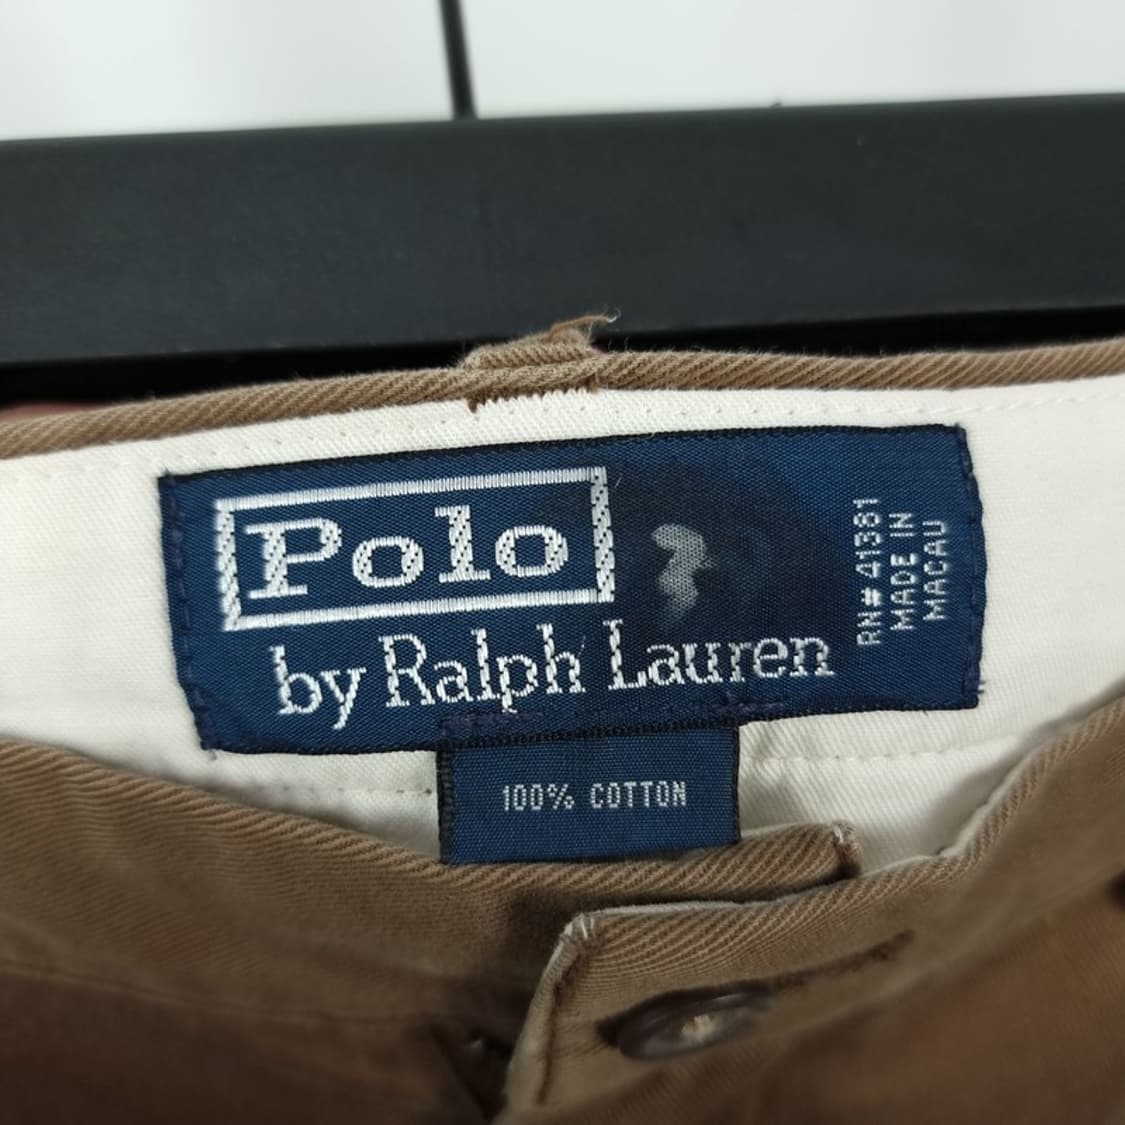 Polo
by Ralph Lauren
RN# 41381
MADE IN
MACAU
100% COTTON